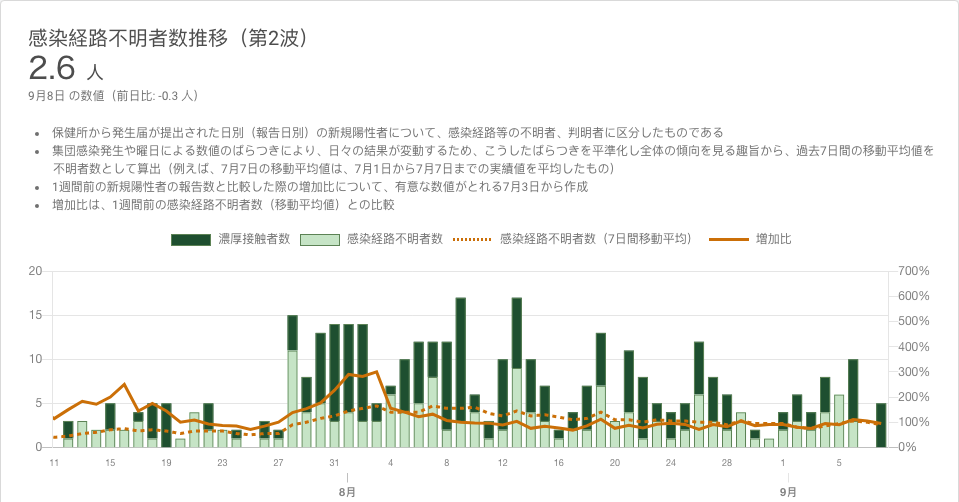 感染経路不明者数推移（第2波）
2.6 人
9月8日 の数値（前日比: -0.3 人）
• 保健所から発生届が提出された日別（報告日別）の新規陽性者について、感染経路等の不明者、判明者に区分したものである
• 集団感染発生や曜日による数値のばらつきにより、日々の結果が変動するため、こうしたばらつきを平準化し全体の傾向を見る趣旨から、過去7日間の移動平均値を
不明者数として算出（例えば、7月7日の移動平均値は、7月1日から7月7日までの実績値を平均したもの）
• 1週間前の新規陽性者の報告数と比較した際の増加比について、有意な数値がとれる7月3日から作成
• 増加比は、1週間前の感染経路不明者数（移動平均値）との比較
濃厚接触者数 感染経路不明者数 感染経路不明者数（7日間移動平均） 増加比
20 700%
600%
15 500%
400%
10 300%
5 200%
100%
0 0%
11 15 19 23 27 31 4 8 12 16 20 24 28 1 5
8月 9月